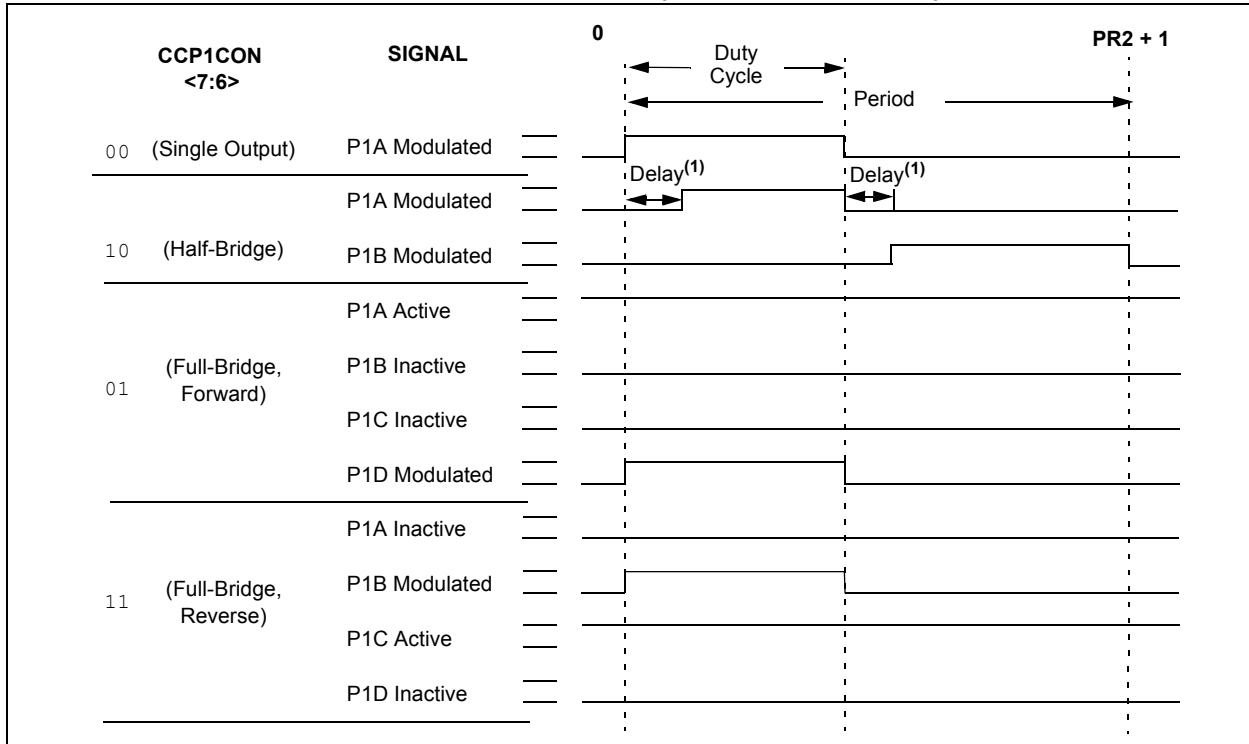 CCP1CON
<7:6>
SIGNAL
0
PR2 + 1
Duty
Cycle
Period
00 (Single Output) P1A Modulated
Delay(1) Delay(1)
P1A Modulated
10 (Half-Bridge)
P1B Modulated
P1A Active
01 (Full-Bridge,
Forward)
P1B Inactive
P1C Inactive
P1D Modulated
P1A Inactive
11 (Full-Bridge,
Reverse)
P1B Modulated
P1C Active
P1D Inactive